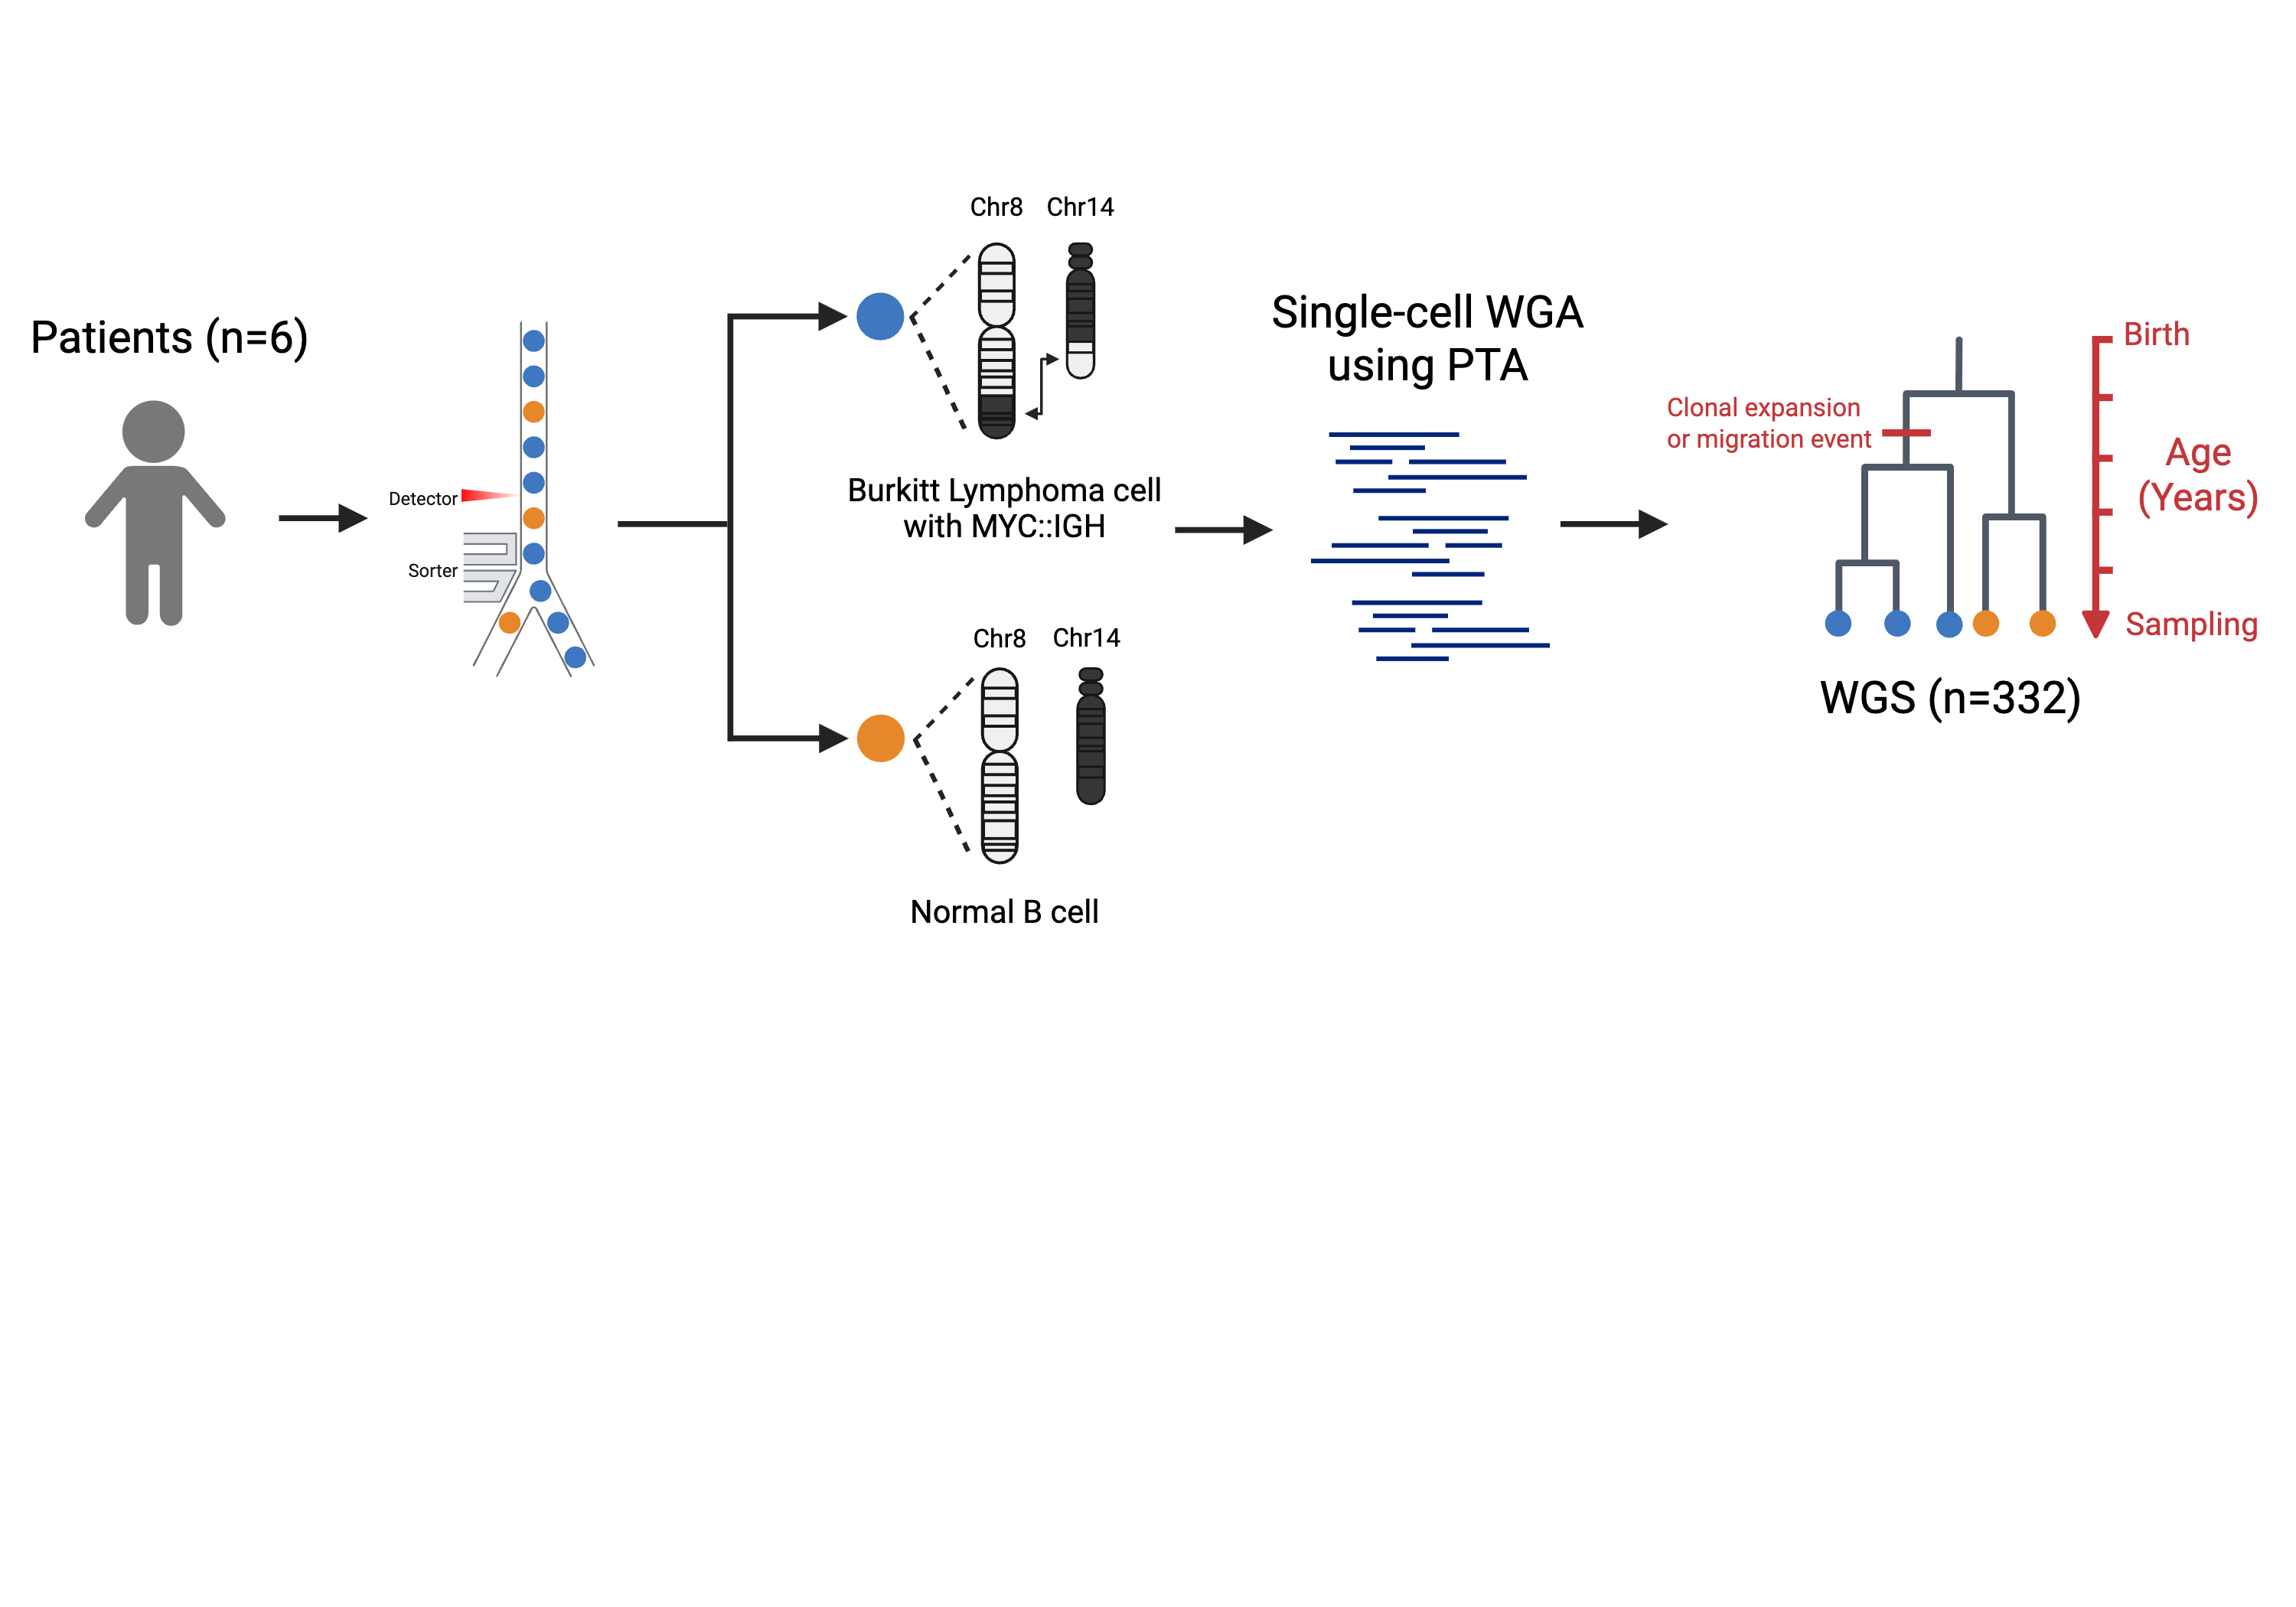 Patients (n=6)
Detector
Sorter
Chr8 Chr14
Burkitt Lymphoma cell
with MYC::IGH
Chr8 Chr14
Normal B cell
Single-cell WGA
using PTA
Clonal expansion
or migration event
Birth
Age
(Years)
Sampling
WGS (n=332)